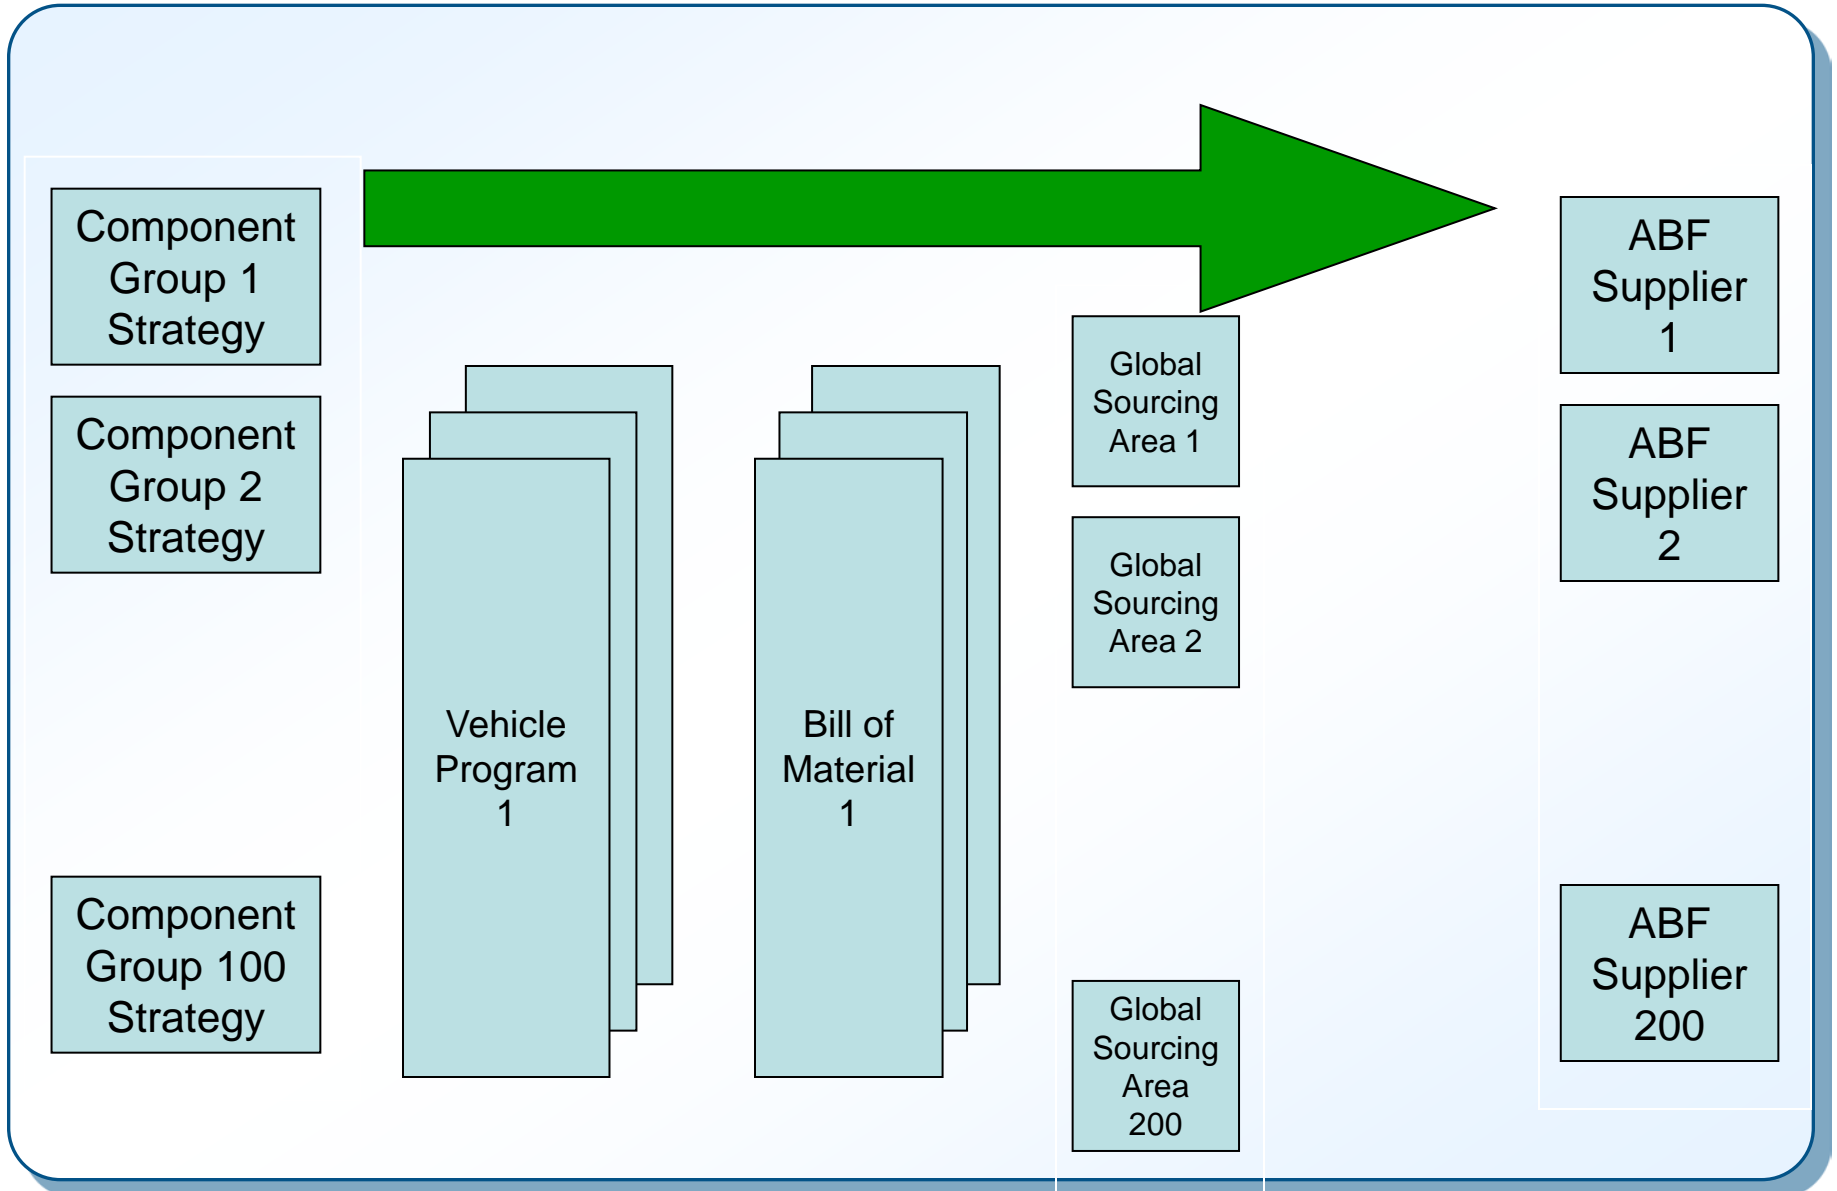 Component
Group 1
Strategy
Component
Group 2
Strategy
Component
Group 100
Strategy
Vehicle
Program
1
Bill of
Material
1
Global
Sourcing
Area 1
Global
Sourcing
Area 2
Global
Sourcing
Area
200
ABF
Supplier
1
ABF
Supplier
2
ABF
Supplier
200